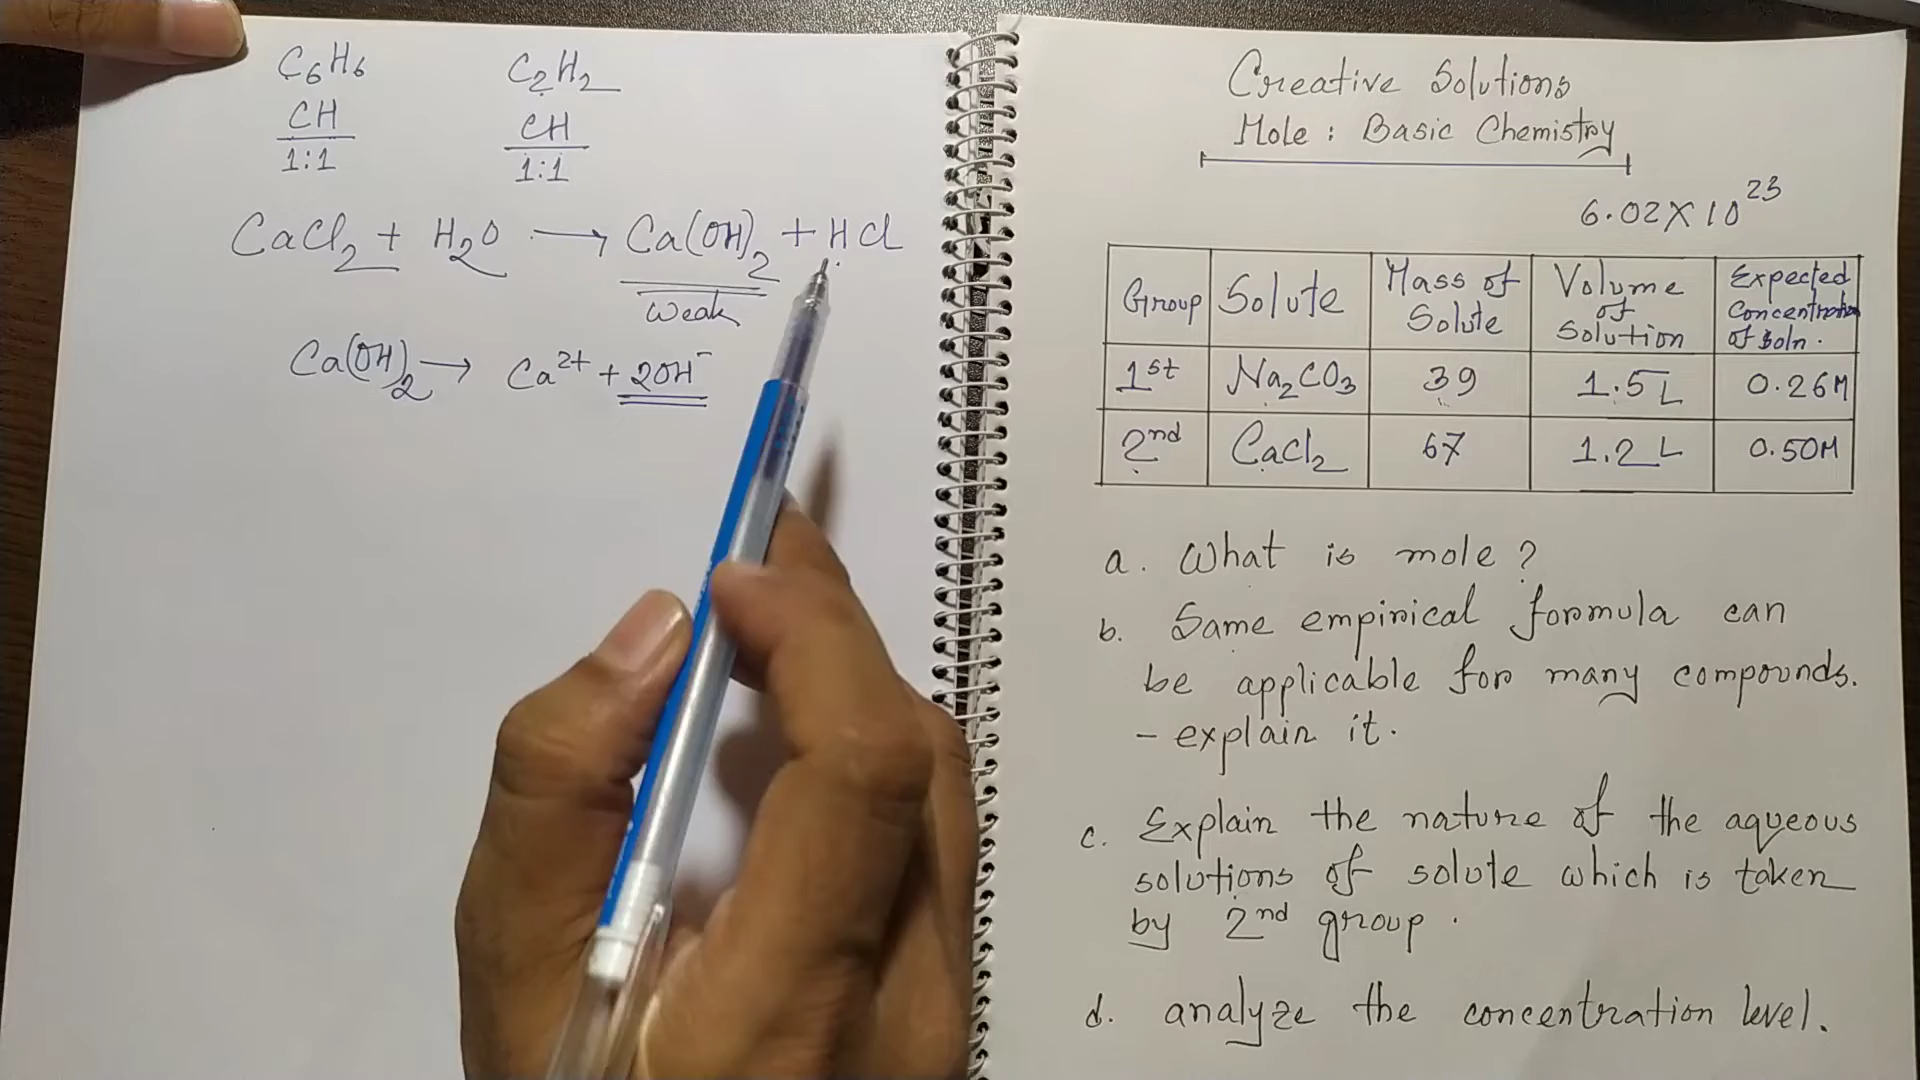 C₆H₆ C₂H₂
CH CH
1:1 1:1
CaCl₂ + H₂O → Ca(OH)₂ + HCl
weak
Ca(OH)₂ → Ca²⁺ + 2OH⁻
Creative Solutions
Mole : Basic Chemistry
6.02X10²³
Group Solute Mass of Solute Volume of Solution Expected Concentration of Soln.
1st Na₂CO₃ 39 1.5 L 0.26M
2nd CaCl₂ 67 1.2 L 0.50M
a. What is mole ?
b. Same empirical formula can
be applicable for many compounds.
- explain it.
c. Explain the nature of the aqueous
solutions of solute which is taken
by 2nd group.
d. analyze the concentration level.